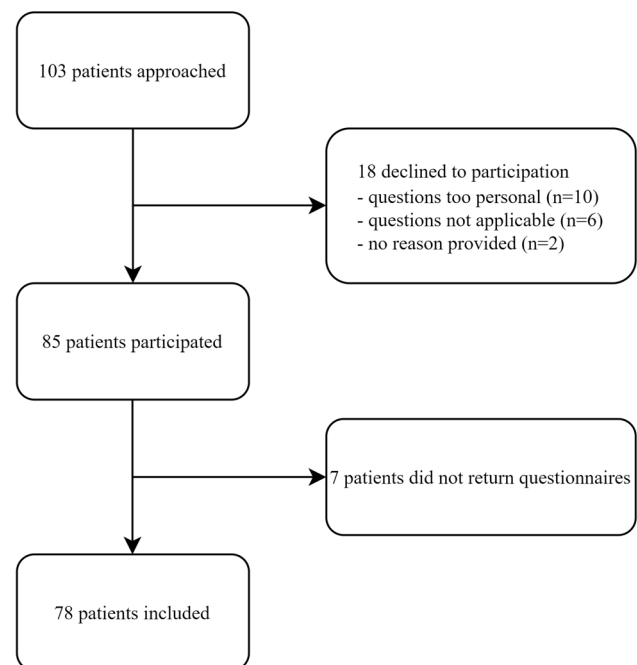 103 patients approached
18 declined to participation
- questions too personal (n=10)
- questions not applicable (n=6)
- no reason provided (n=2)
85 patients participated
7 patients did not return questionnaires
78 patients included